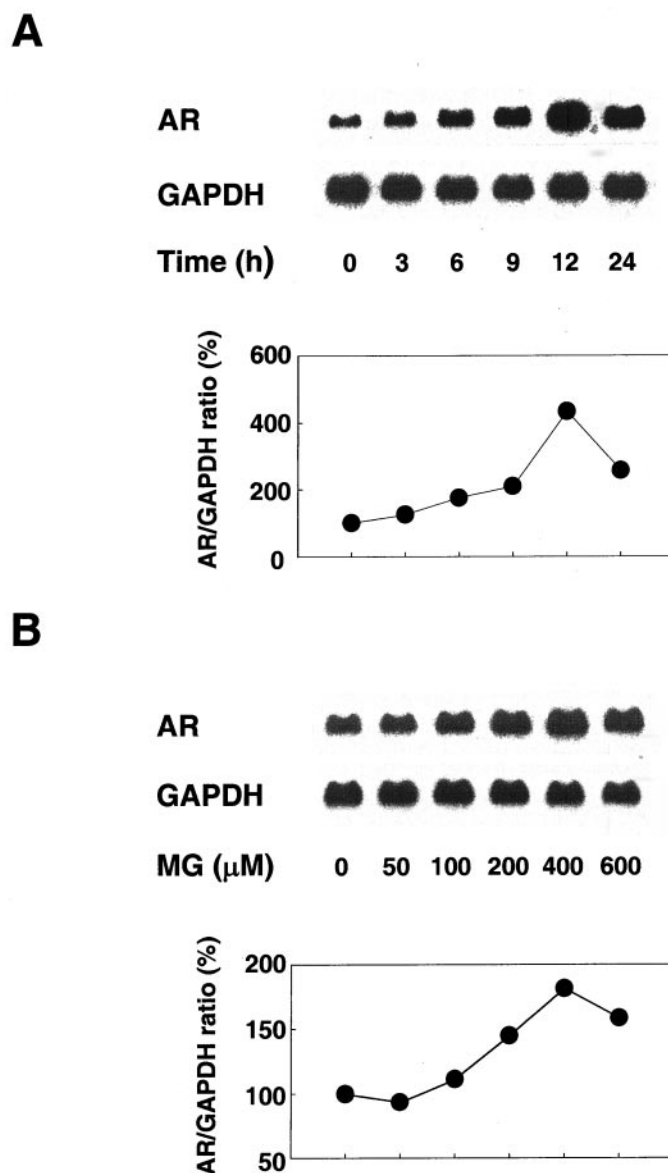 A
AR
GAPDH
Time (h) 0 3 6 9 12 24
AR/GAPDH ratio (%)
600
400
200
0
B
AR
GAPDH
MG (μM) 0 50 100 200 400 600
AR/GAPDH ratio (%)
200
150
100
50